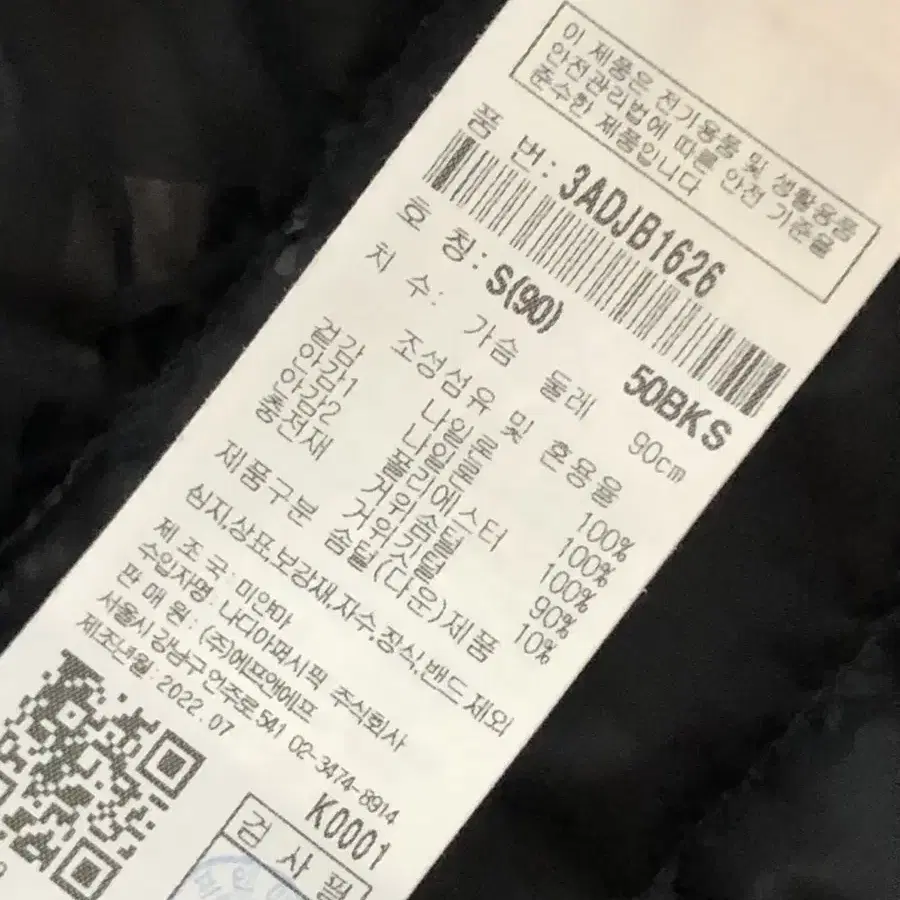 이 제품은 전기용품 및 생활용품
안전관리법에 따른 안전 기준을
준수한 제품입니다
품 번: 3ADJB1626
50BKS
호 칭: S(90)
치 수: 가슴 둘레 90cm
조성섬유 및 혼용율
겉감 나일론 100%
안감1 나일론 100%
안감2 폴리에스터 100%
충전재 거위솜털 90%
거위깃털 10%
제품구분 솜털(다운)제품
심지,상표,보강재,자수,장식,밴드제외
제 조 국: 미얀마
수입자명: 나디아퍼시픽 주식회사
판 매 원: (주)에프앤에프
서울시 강남구 언주로541 02-3474-8914
제조년월: 2022.07
K0001
검 사 필